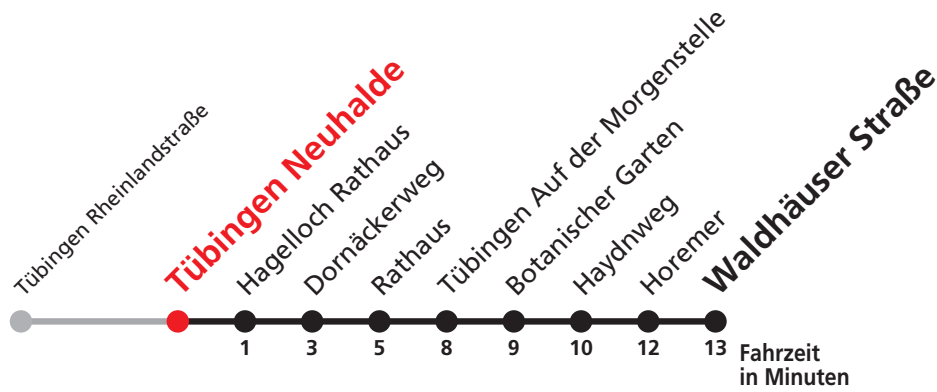 Tübingen Rheinlandstraße
Tübingen Neuhalde
Hagelloch Rathaus
Dornäckerweg
Rathaus
Tübingen Auf der Morgenstelle
Botanischer Garten
Haydnweg
Horemer
Waldhäuser Straße
1 3 5 8 9 10 12 13
Fahrzeit
in Minuten